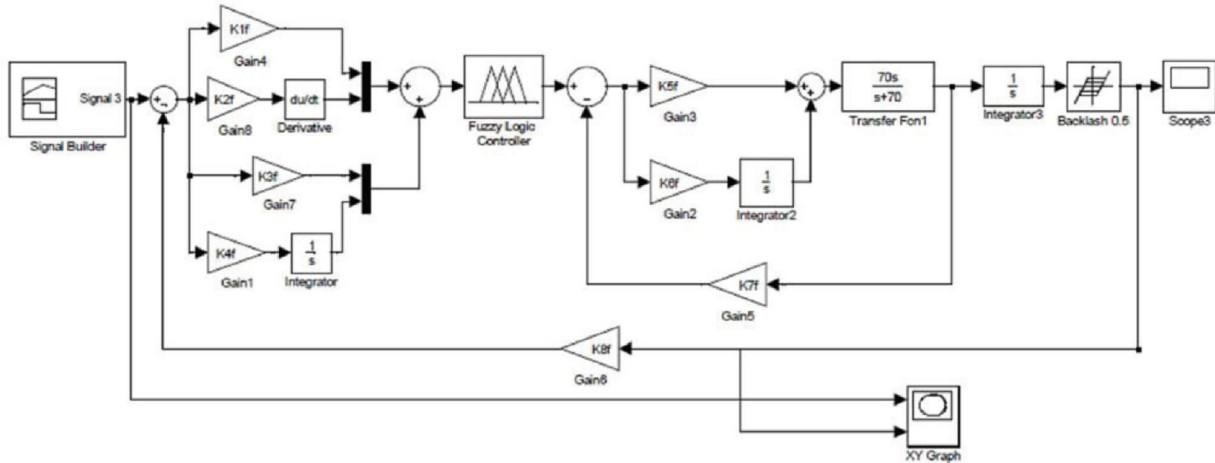 K1f
Gain4
Signal 3
Signal Builder
+
-
K2f
Gain8
du/dt
Derivative
K3f
Gain7
K4f
Gain1
1
s
Integrator
+
+
Fuzzy Logic
Controller
+
-
K5f
Gain3
K6f
Gain2
1
s
Integrator2
+
+
70s
s+70
Transfer Fcn1
1
s
Integrator3
Backlash 0.5
Scope3
K7f
Gain5
K8f
Gain6
XY Graph